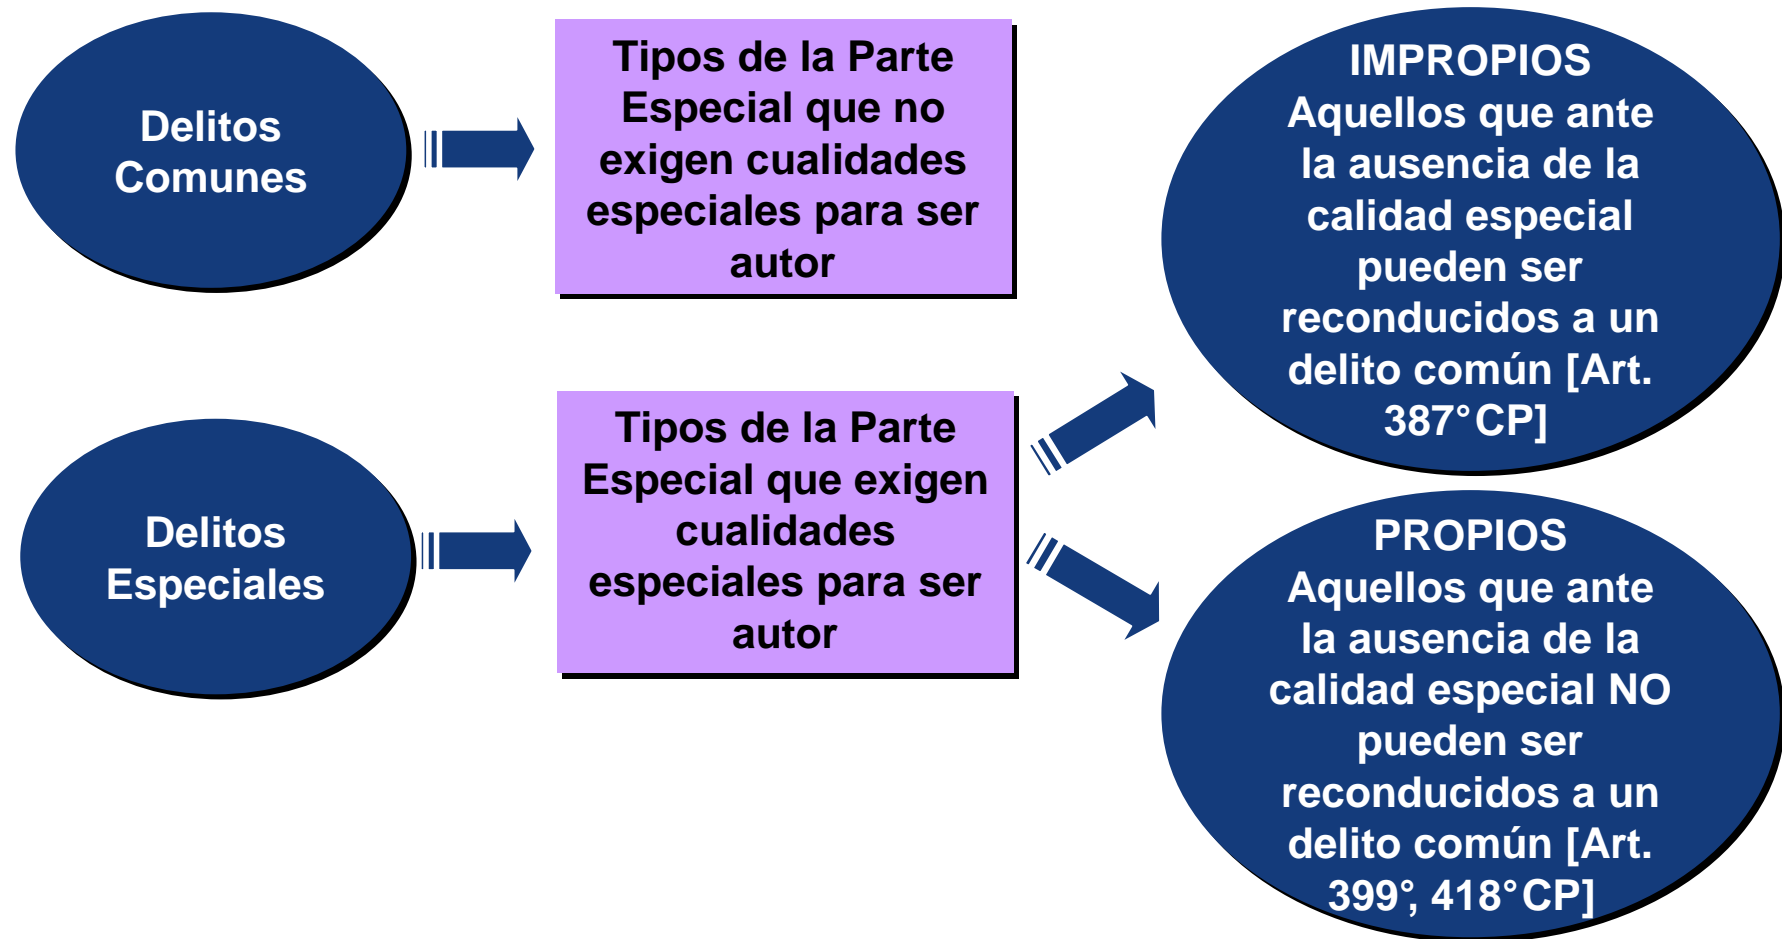 Delitos
Comunes
Tipos de la Parte
Especial que no
exigen cualidades
especiales para ser
autor
Delitos
Especiales
Tipos de la Parte
Especial que exigen
cualidades
especiales para ser
autor
IMPROPIOS
Aquellos que ante
la ausencia de la
calidad especial
pueden ser
reconducidos a un
delito común [Art.
387° CP]
PROPIOS
Aquellos que ante
la ausencia de la
calidad especial NO
pueden ser
reconducidos a un
delito común [Art.
399°, 418° CP]